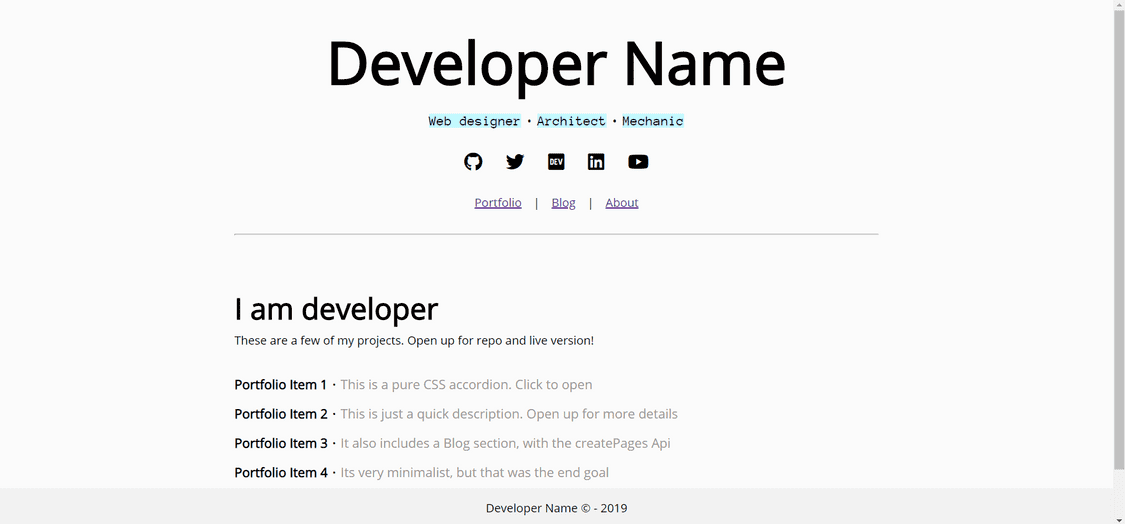 Developer Name
Web designer • Architect • Mechanic
DEV in
Portfolio | Blog | About
I am developer
These are a few of my projects. Open up for repo and live version!
Portfolio Item 1 · This is a pure CSS accordion. Click to open
Portfolio Item 2 · This is just a quick description. Open up for more details
Portfolio Item 3 · It also includes a Blog section, with the createPages Api
Portfolio Item 4 · Its very minimalist, but that was the end goal
Developer Name © - 2019